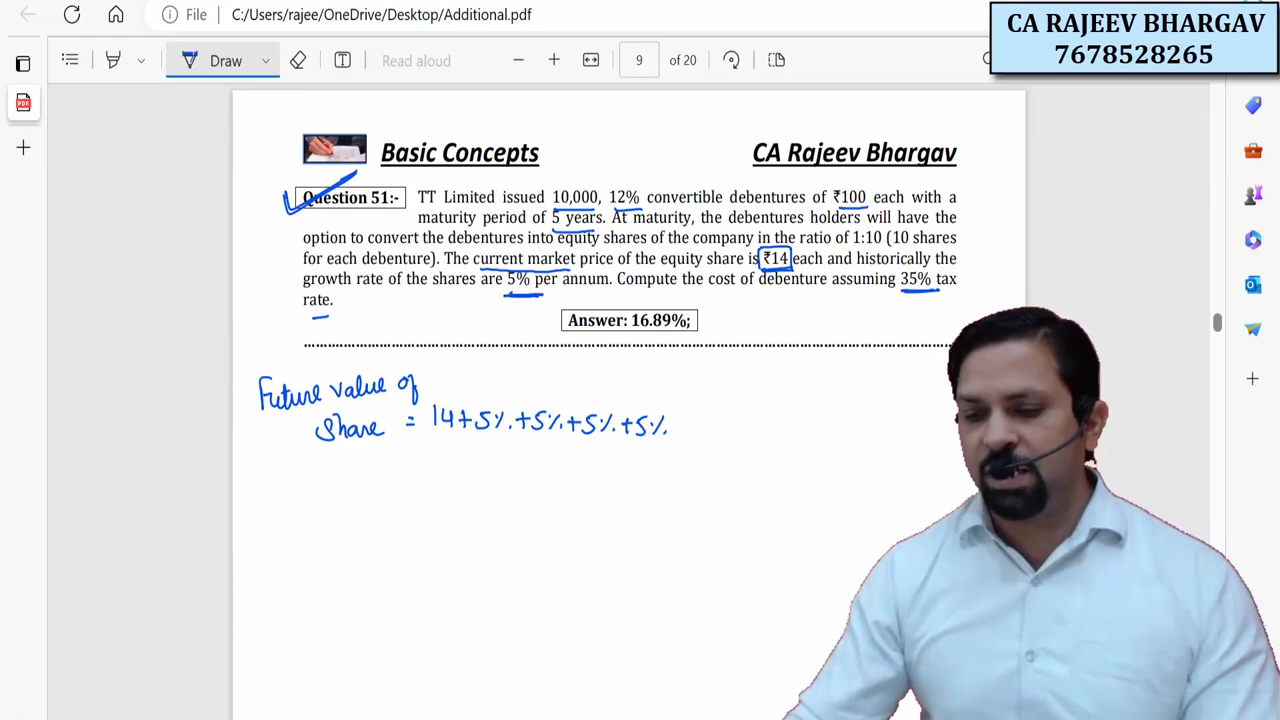 File
C:/Users/rajee/OneDrive/Desktop/Additional.pdf
CA RAJEEV BHARGAV
7678528265
Draw
Read aloud
9
of 20
Basic Concepts
CA Rajeev Bhargav
Question 51:- TT Limited issued 10,000, 12% convertible debentures of ₹100 each with a
maturity period of 5 years. At maturity, the debentures holders will have the
option to convert the debentures into equity shares of the company in the ratio of 1:10 (10 shares
for each debenture). The current market price of the equity share is ₹14 each and historically the
growth rate of the shares are 5% per annum. Compute the cost of debenture assuming 35% tax
rate.
Answer: 16.89%;
Future value of
share = 14+5%+5%+5%+5%